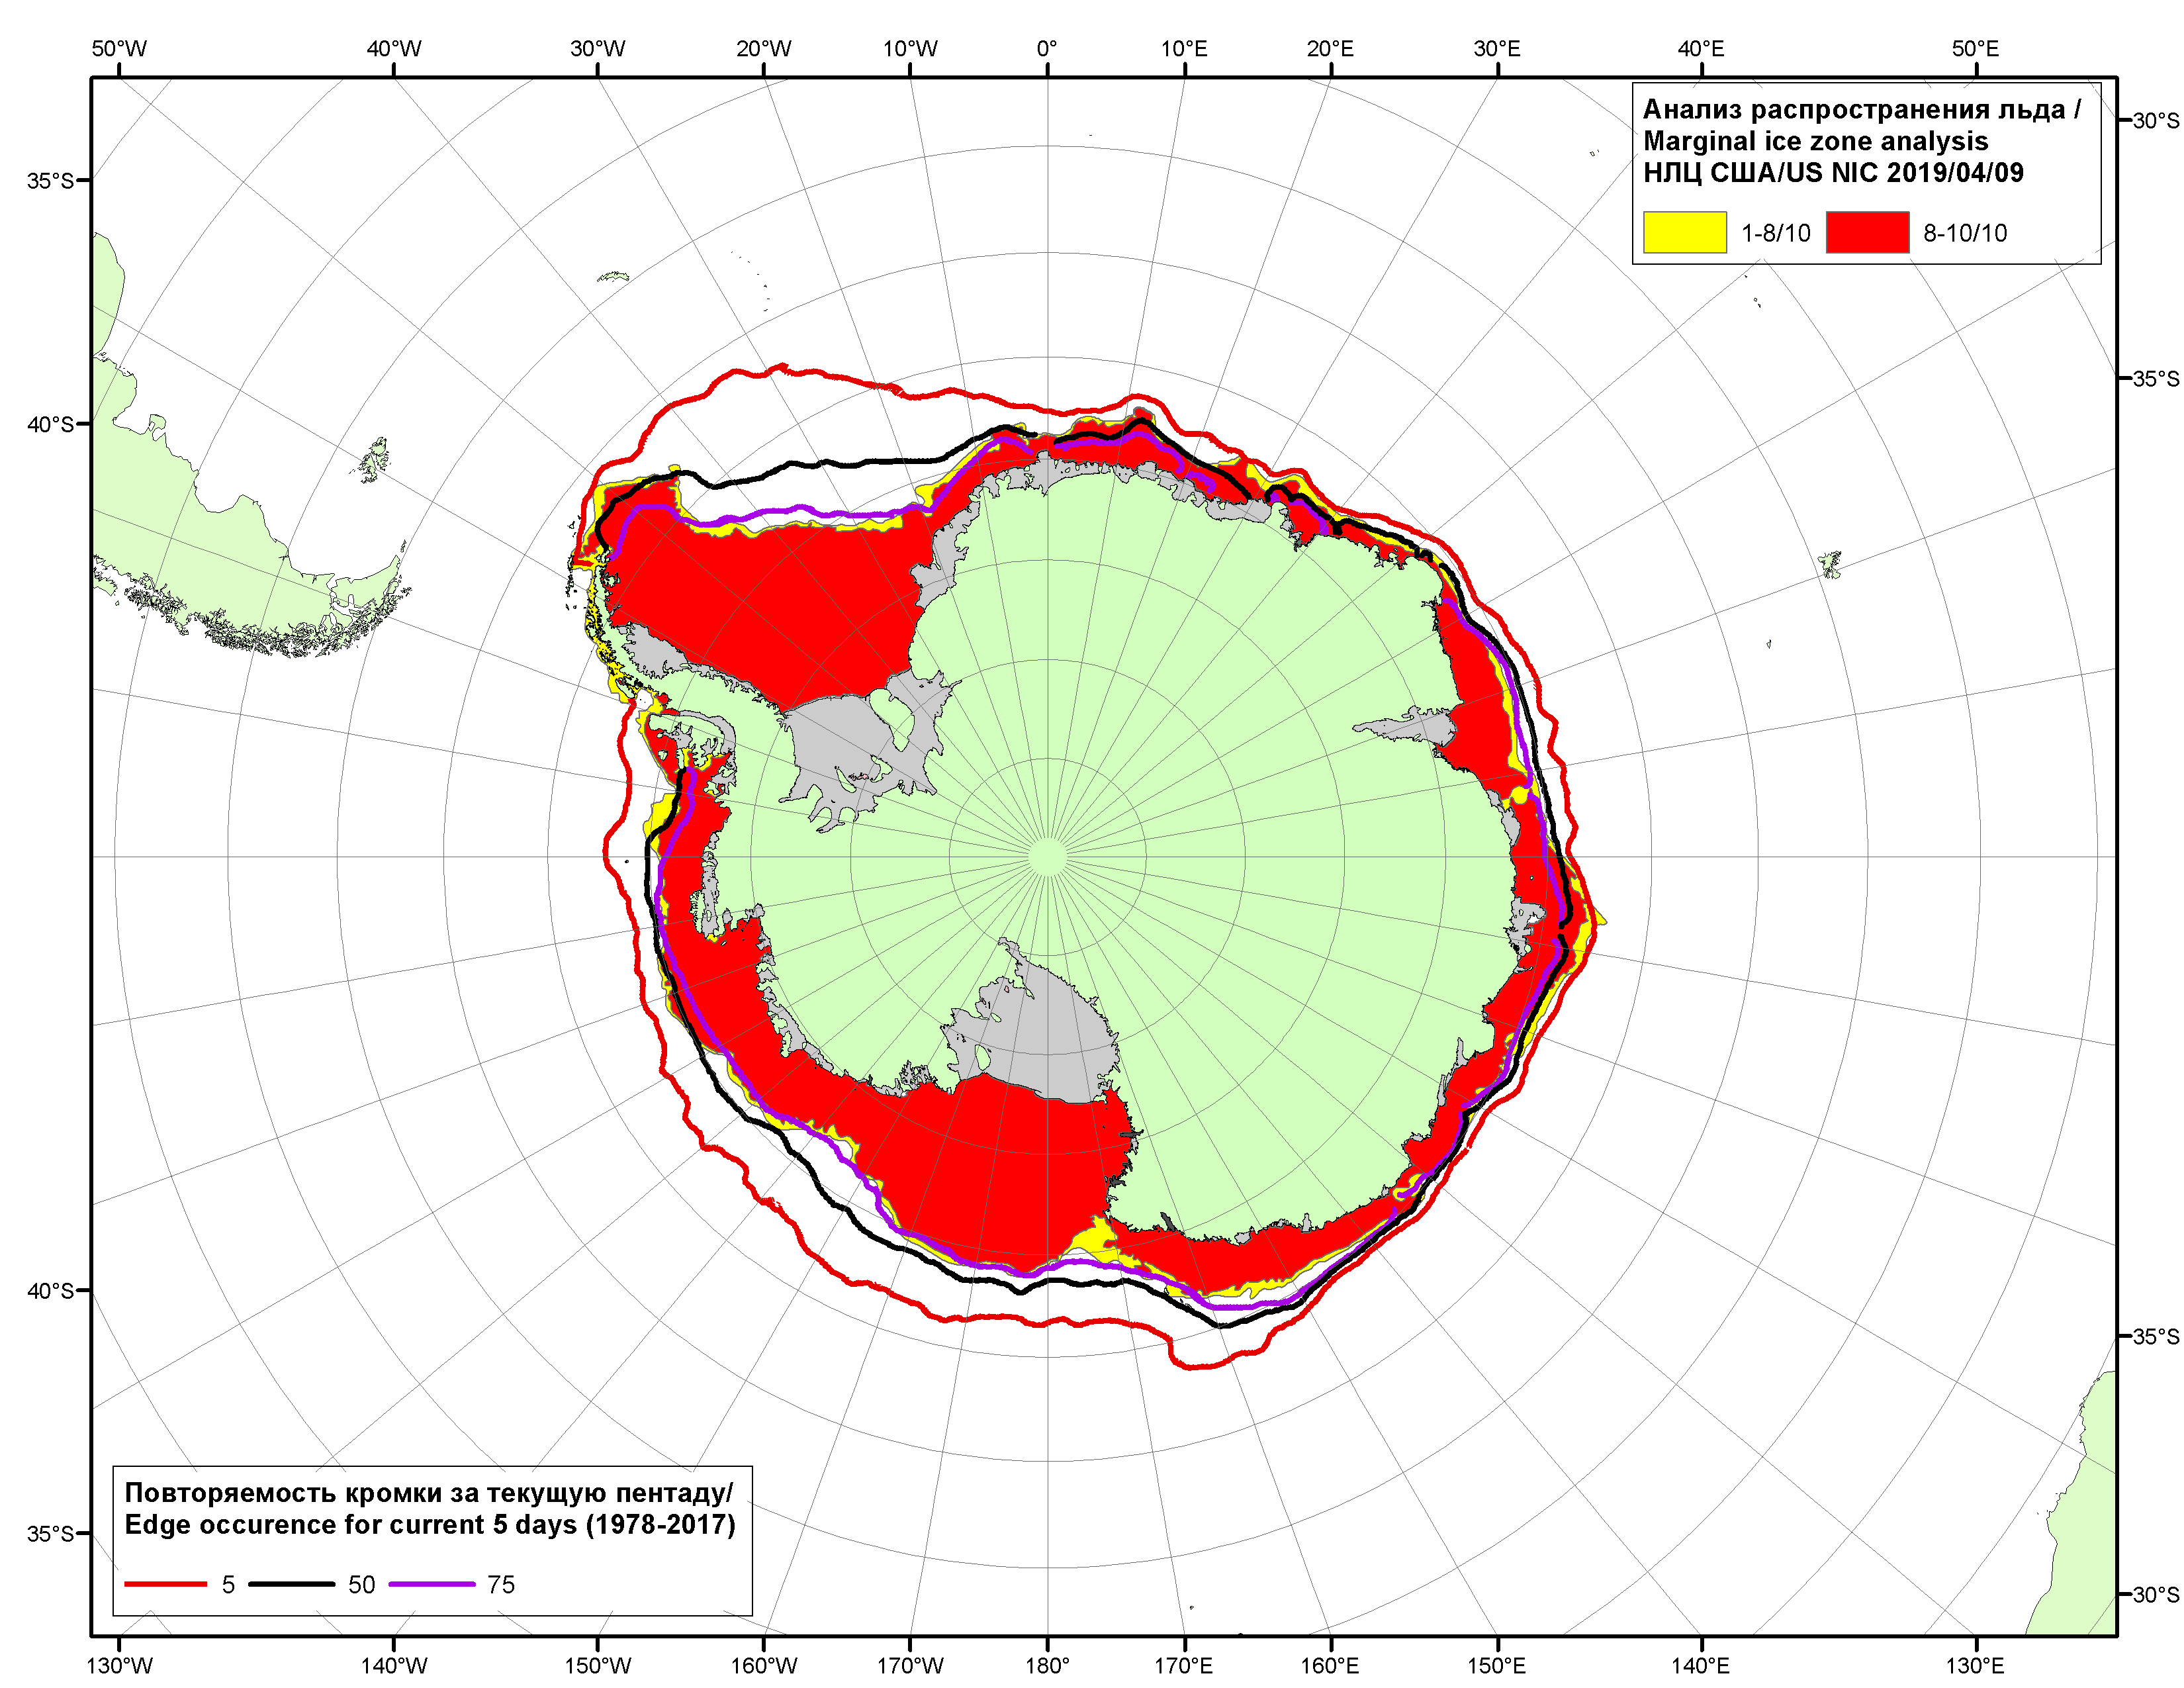 50°W 40°W 30°W 20°W 10°W 0° 10°E 20°E 30°E 40°E 50°E
Анализ распространения льда /
Marginal ice zone analysis
НЛЦ США/US NIC 2019/04/09
1-8/10 8-10/10
30°S
35°S
35°S
40°S
40°S
35°S
35°S
30°S
Повторяемость кромки за текущую пентаду/
Edge occurence for current 5 days (1978-2017)
5 50 75
130°W 140°W 150°W 160°W 170°W 180° 170°E 160°E 150°E 140°E 130°E